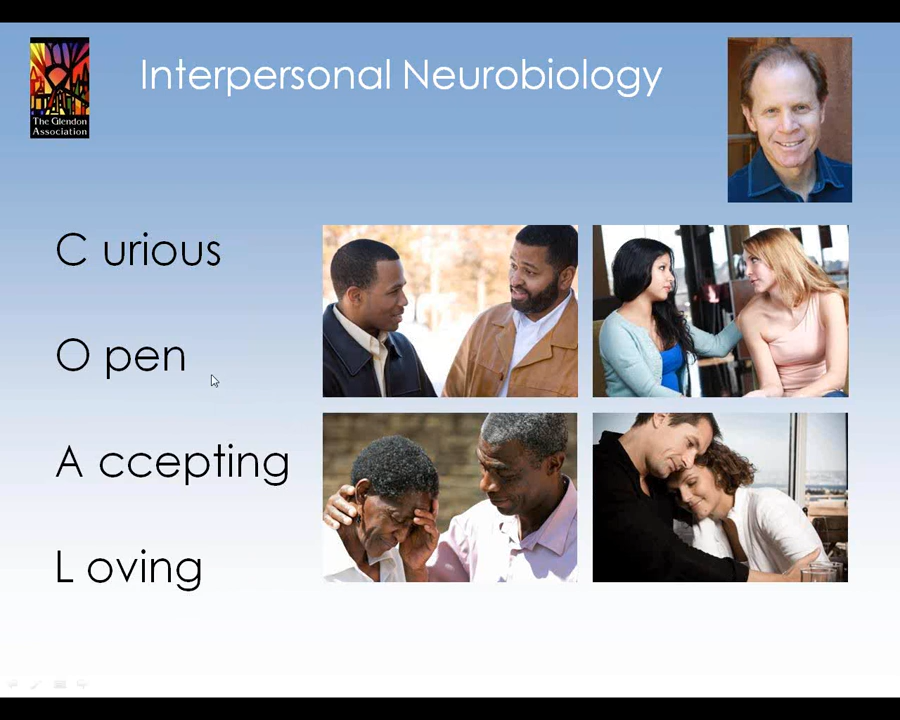 Interpersonal Neurobiology
The Glendon
Association
C urious
O pen
A ccepting
L oving